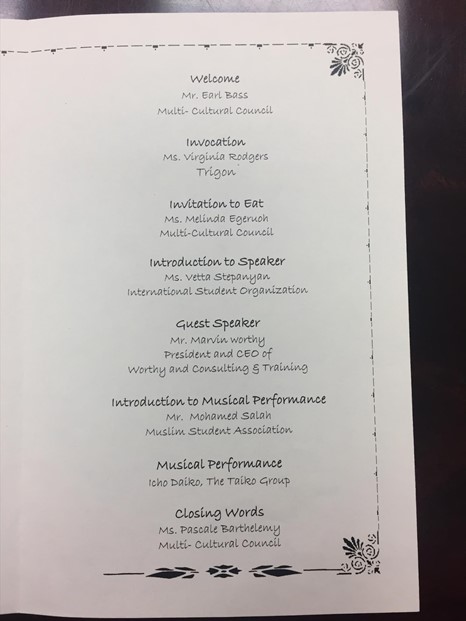 Welcome
Mr. Earl Bass
Multi- Cultural Council
Invocation
Ms. Virginia Rodgers
Trigon
Invitation to Eat
Ms. Melinda Egeruoh
Multi-Cultural Council
Introduction to Speaker
Ms. Vetta Stepanyan
International Student Organization
Guest Speaker
Mr. Marvin worthy
President and CEO of
Worthy and Consulting & Training
Introduction to Musical Performance
Mr. Mohamed Salah
Muslim Student Association
Musical Performance
Icho Daiko, The Taiko Group
Closing Words
Ms. Pascale Barthelemy
Multi- Cultural Council